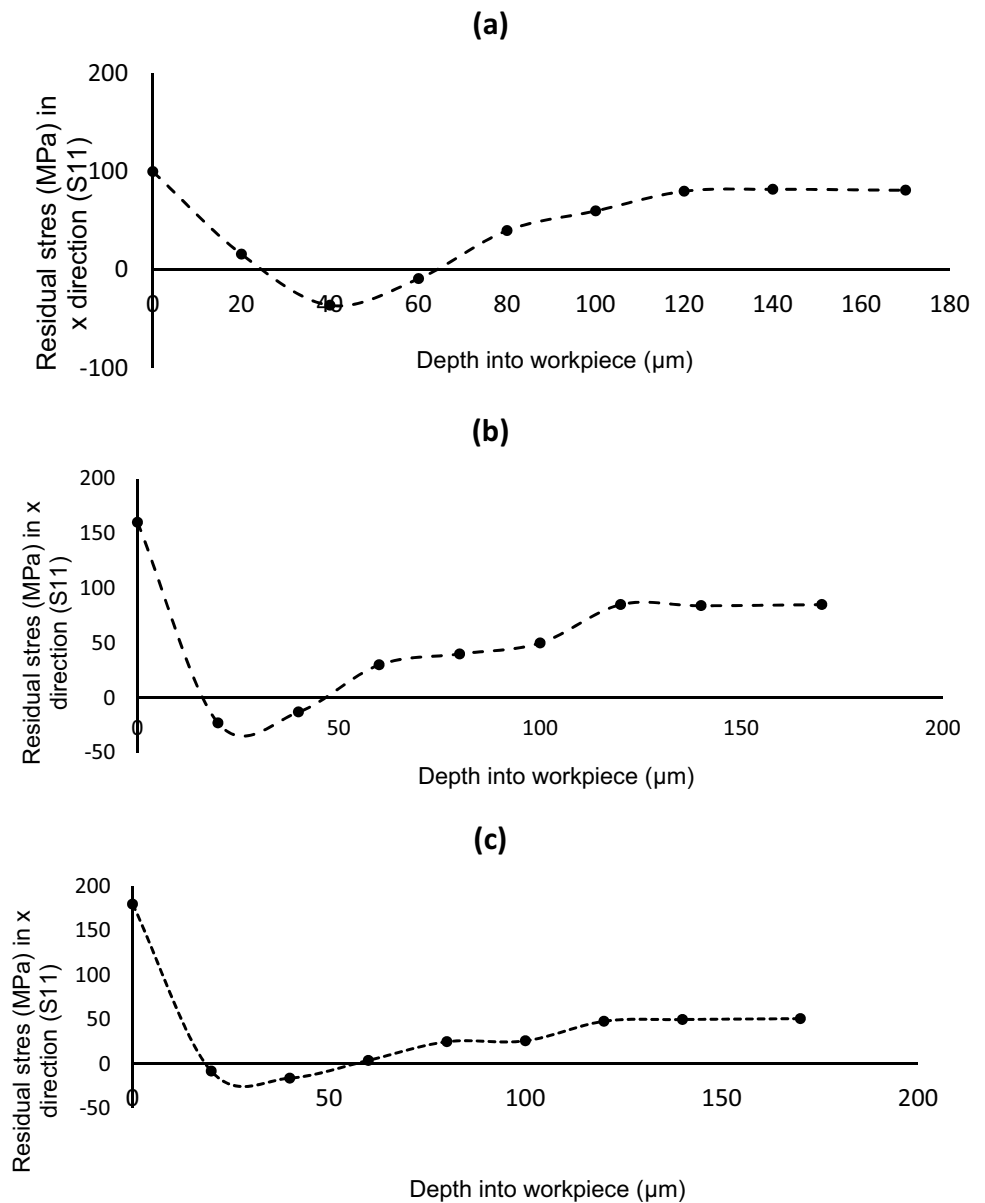 (a)
Residual stres (MPa) in
x direction (S11)
200
100
0
-100
0 20 40 60 80 100 120 140 160 180
Depth into workpiece (µm)
(b)
Residual stres (MPa) in x
direction (S11)
200
150
100
50
0
-50
0 50 100 150 200
Depth into workpiece (µm)
(c)
Residual stres (MPa) in x
direction (S11)
200
150
100
50
0
-50
0 50 100 150 200
Depth into workpiece (µm)